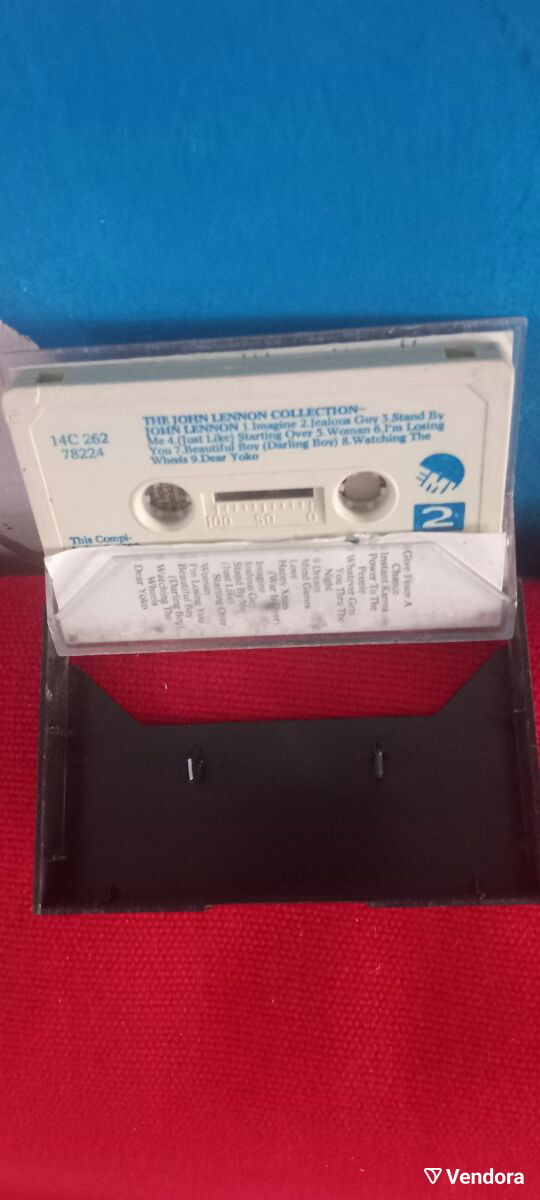 THE JOHN LENNON COLLECTION—
JOHN LENNON 1.Imagine 2.Jealous Guy 3.Stand By
Me 4.(Just Like) Starting Over 5.Woman 6.I'm Losing
You 7.Beautiful Boy (Darling Boy) 8.Watching The
Wheels 9.Dear Yoko
14C 262
78224
EMI
2
100 50 0
This Compi-
Give Peace A
Chance
Instant Karma
Power To The
People
Whatever Gets
You Thru The
Night
9 Dream
Mind Games
Love
Happy Xmas
(War Is Over)
Imagine
Jealous Guy
Stand By Me
(Just Like)
Starting Over
Woman
I'm Losing You
Beautiful Boy
(Darling Boy)
Watching The
Wheels
Dear Yoko
Vendora